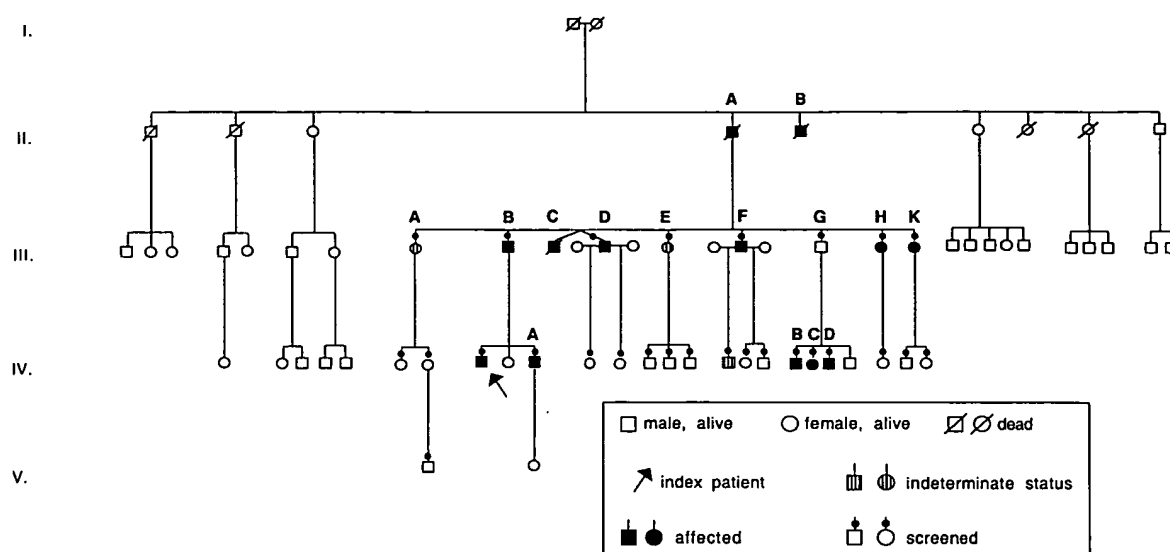 I.
A B
II.
A B C D E F G H K
III.
A B C D
IV.
V.
male, alive female, alive dead
index patient indeterminate status
affected screened